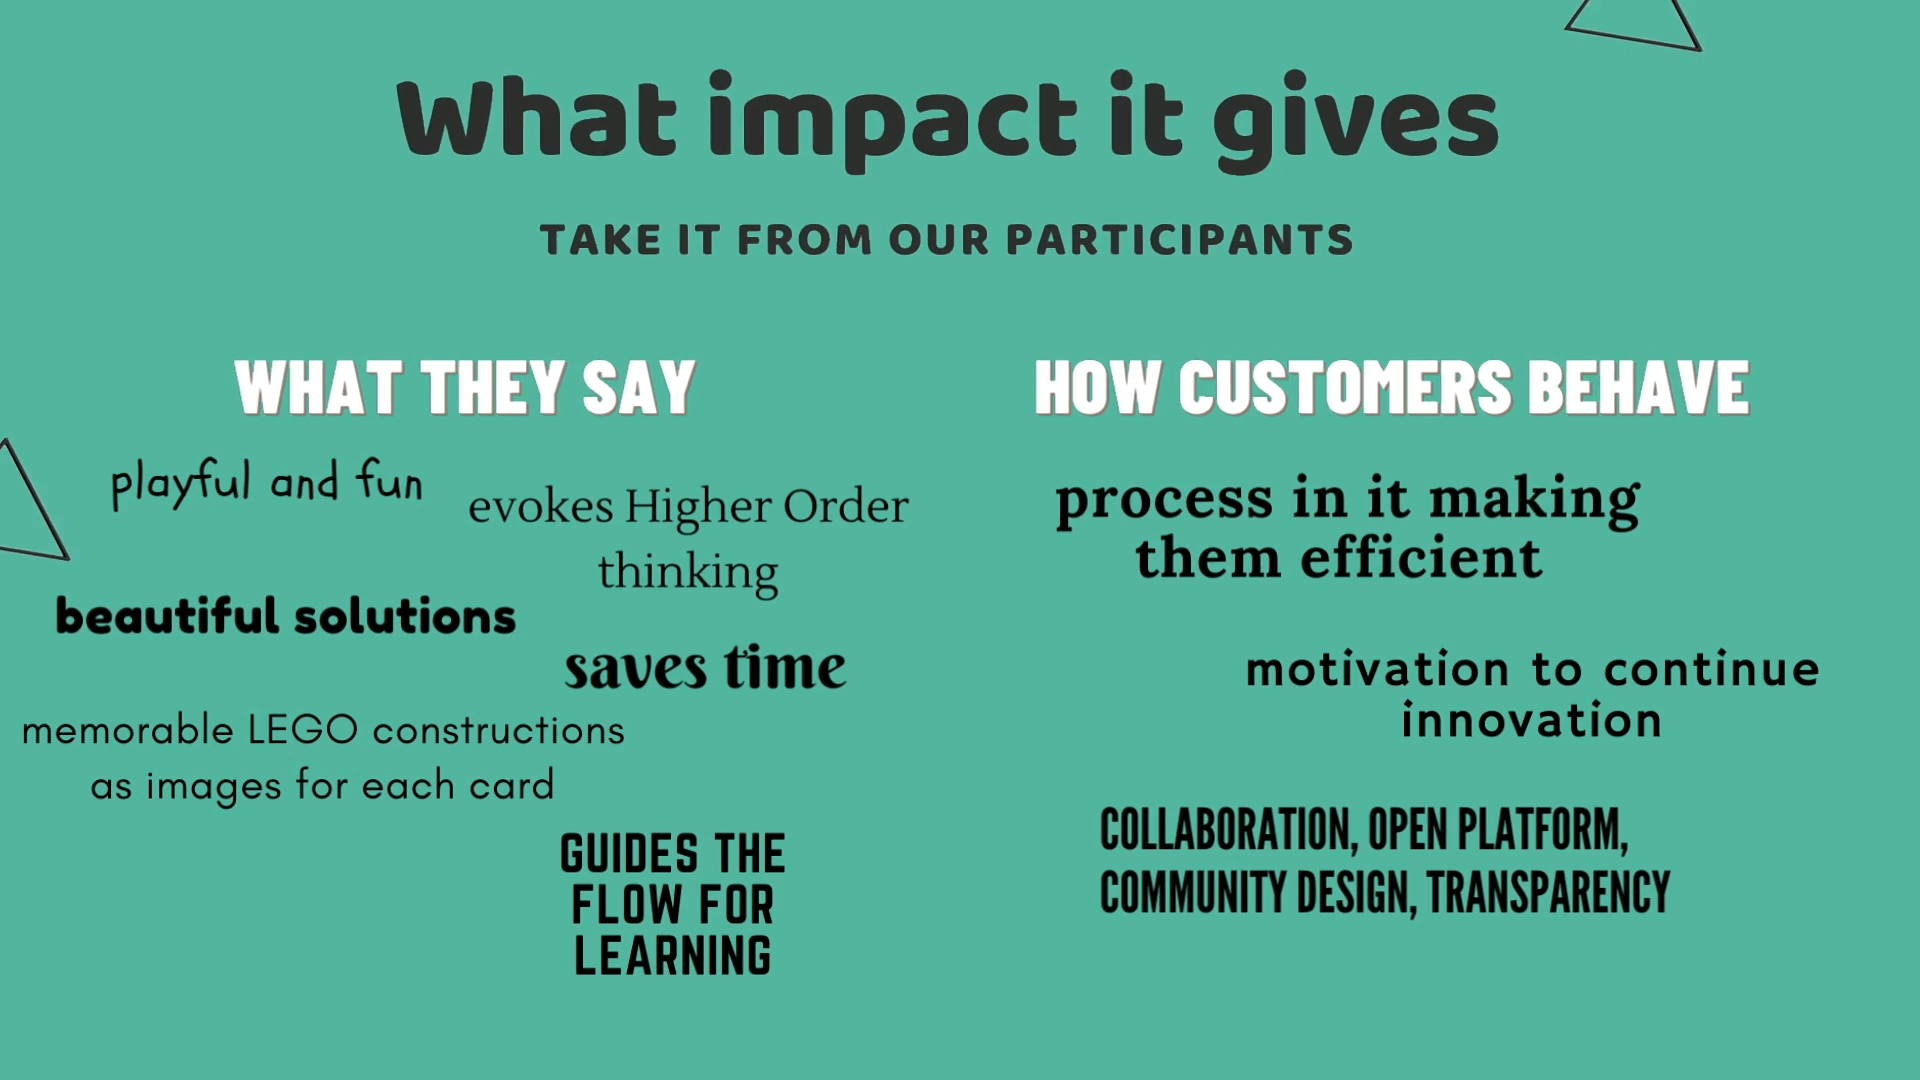 What impact it gives
TAKE IT FROM OUR PARTICIPANTS
WHAT THEY SAY
playful and fun
evokes Higher Order
thinking
beautiful solutions
saves time
memorable LEGO constructions
as images for each card
GUIDES THE
FLOW FOR
LEARNING
HOW CUSTOMERS BEHAVE
process in it making
them efficient
motivation to continue
innovation
COLLABORATION, OPEN PLATFORM,
COMMUNITY DESIGN, TRANSPARENCY